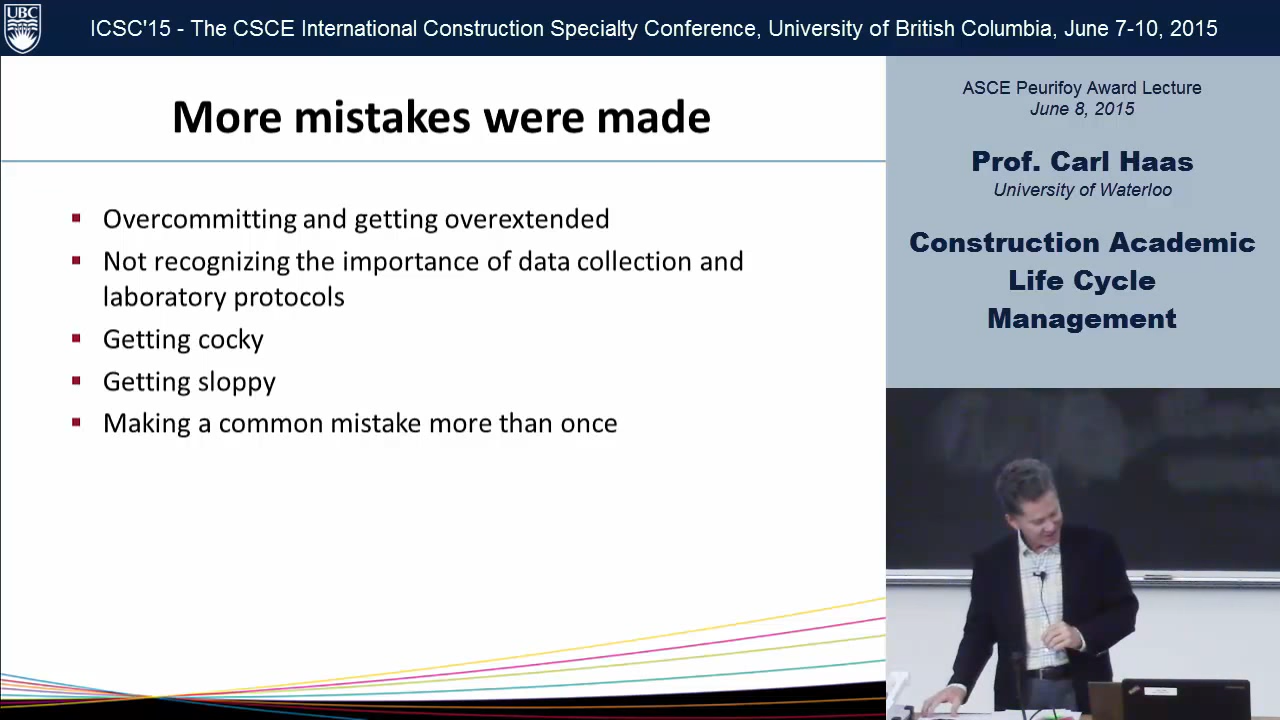 UBC
ICSC'15 - The CSCE International Construction Specialty Conference, University of British Columbia, June 7-10, 2015
More mistakes were made
▪ Overcommitting and getting overextended
▪ Not recognizing the importance of data collection and
laboratory protocols
▪ Getting cocky
▪ Getting sloppy
▪ Making a common mistake more than once
ASCE Peurifoy Award Lecture
June 8, 2015
Prof. Carl Haas
University of Waterloo
Construction Academic
Life Cycle
Management